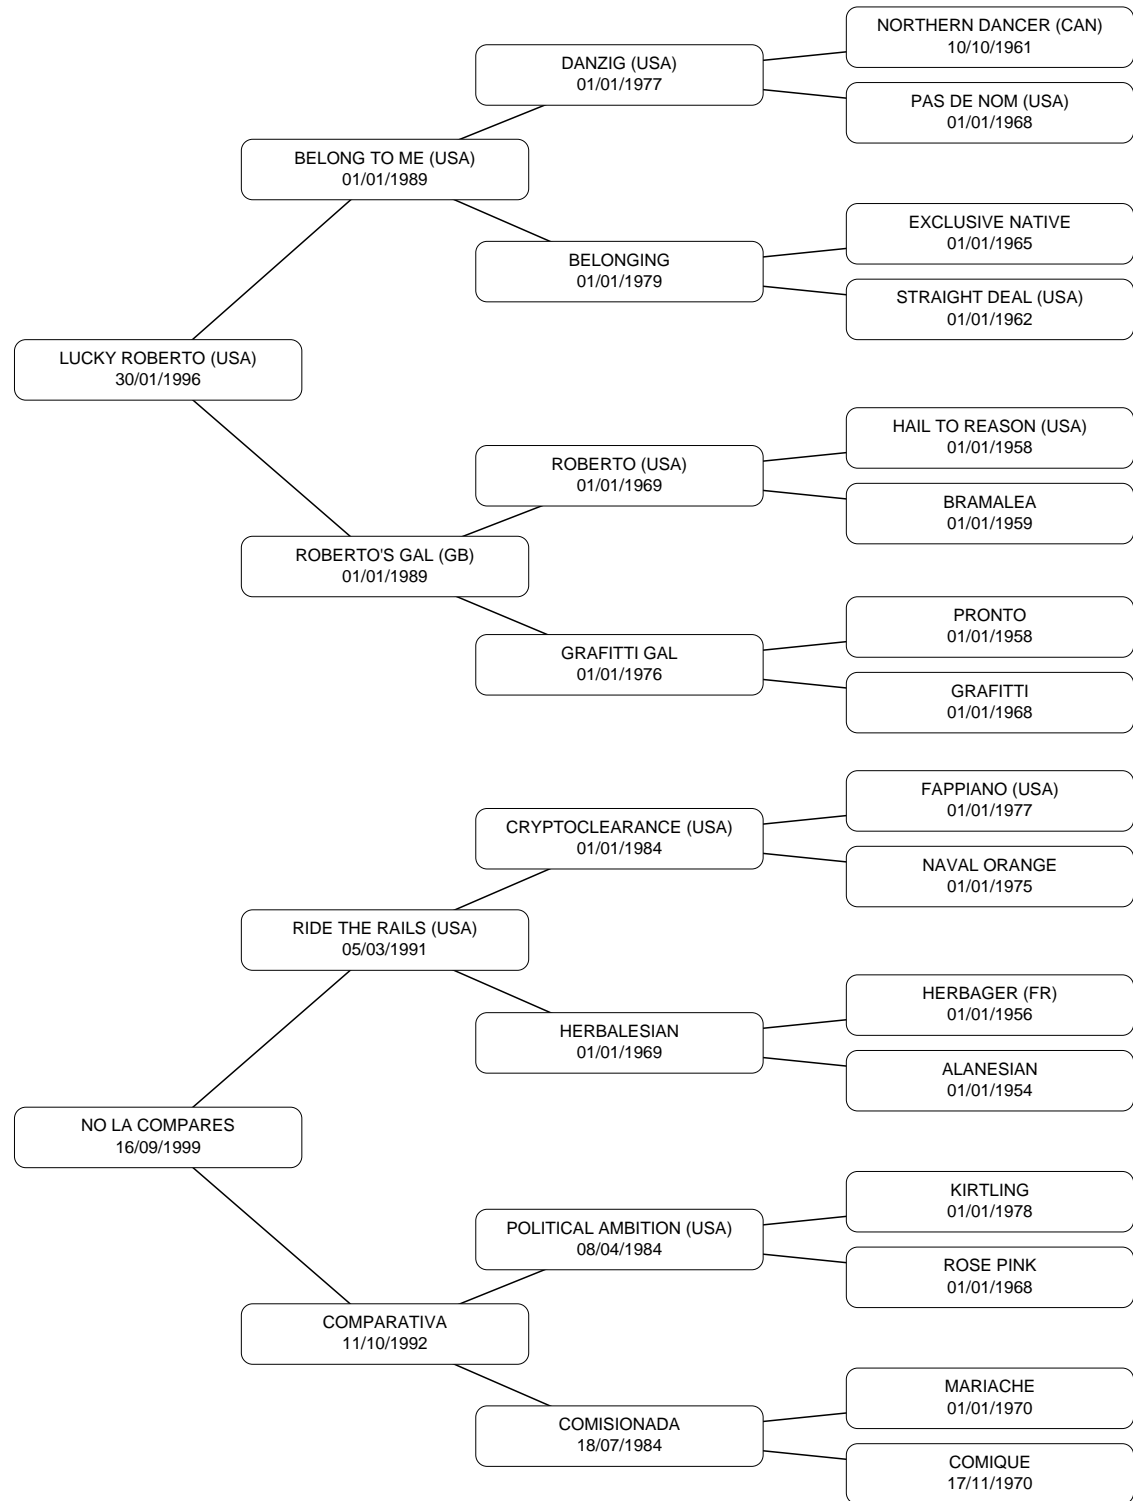 NORTHERN DANCER (CAN)
10/10/1961
DANZIG (USA)
01/01/1977
PAS DE NOM (USA)
01/01/1968
BELONG TO ME (USA)
01/01/1989
EXCLUSIVE NATIVE
01/01/1965
BELONGING
01/01/1979
STRAIGHT DEAL (USA)
01/01/1962
LUCKY ROBERTO (USA)
30/01/1996
HAIL TO REASON (USA)
01/01/1958
ROBERTO (USA)
01/01/1969
BRAMALEA
01/01/1959
ROBERTO'S GAL (GB)
01/01/1989
PRONTO
01/01/1958
GRAFITTI GAL
01/01/1976
GRAFITTI
01/01/1968
FAPPIANO (USA)
01/01/1977
CRYPTOCLEARANCE (USA)
01/01/1984
NAVAL ORANGE
01/01/1975
RIDE THE RAILS (USA)
05/03/1991
HERBAGER (FR)
01/01/1956
HERBALESIAN
01/01/1969
ALANESIAN
01/01/1954
NO LA COMPARES
16/09/1999
KIRTLING
01/01/1978
POLITICAL AMBITION (USA)
08/04/1984
ROSE PINK
01/01/1968
COMPARATIVA
11/10/1992
MARIACHE
01/01/1970
COMISIONADA
18/07/1984
COMIQUE
17/11/1970